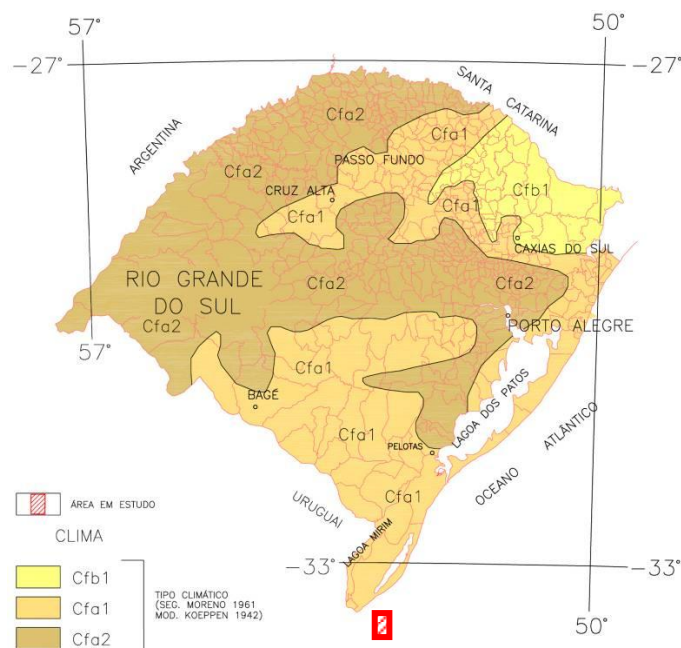 57°
50°
-27°
-27°
SANTA CATARINA
ARGENTINA
Cfa2
Cfa1
PASSO FUNDO
Cfa2
CRUZ ALTA
Cfb1
Cfa1
Cfa1
CAXIAS DO SUL
RIO GRANDE
DO SUL
Cfa2
Cfa2
Cfa2
PORTO ALEGRE
57°
Cfa1
BAGÉ
LAGOA DOS PATOS
ATLÂNTICO
Cfa1
PELOTAS
OCEANO
Cfa1
URUGUAI
ÁREA EM ESTUDO
LAGOA MIRIM
CLIMA
-33°
-33°
Cfb1
Cfa1
TIPO CLIMÁTICO
(SEG. MORENO 1961
MOD. KOEPPEN 1942)
50°
Cfa2